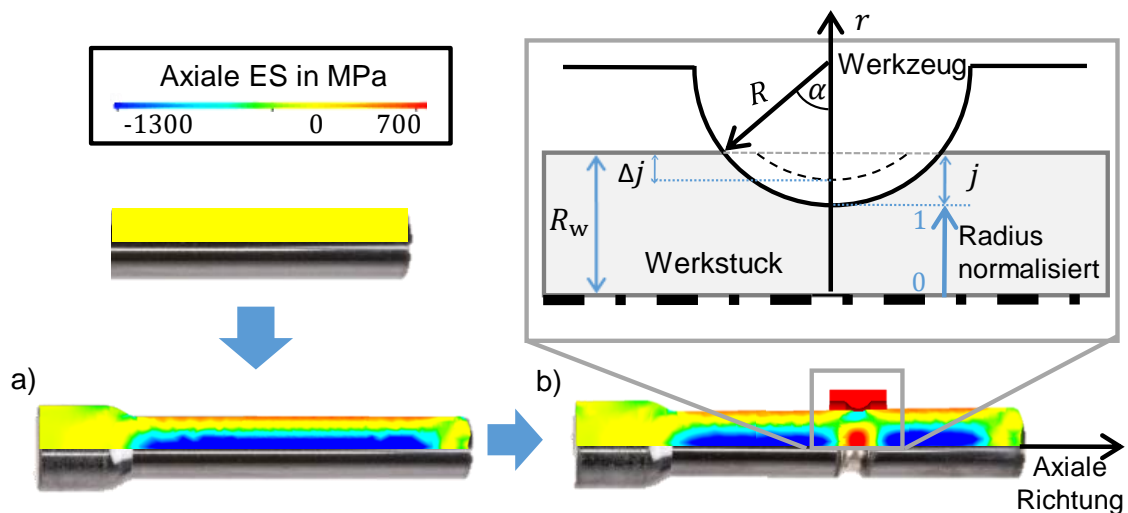 Axiale ES in MPa
-1300 0 700
r
Werkzeug
R
α
Δj
j
R_w
1
Radius
normalisiert
Werkstuck
0
a)
b)
Axiale
Richtung